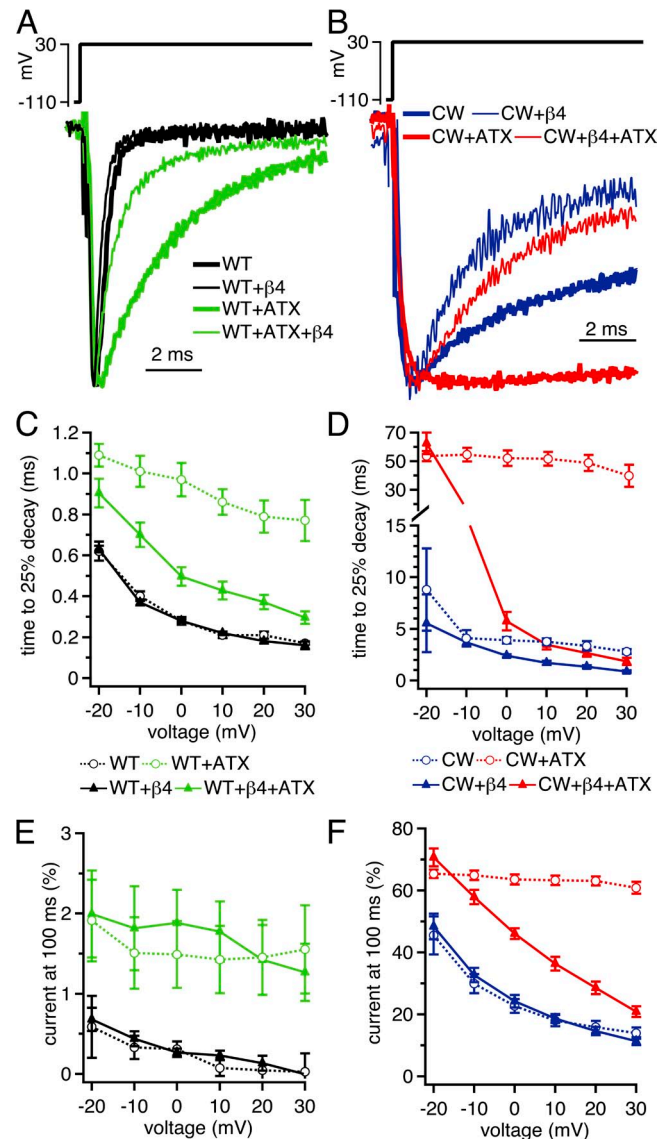 A
30
mV
-110
WT
WT+β4
WT+ATX
WT+ATX+β4
2 ms
B
30
mV
-110
CW CW+β4
CW+ATX CW+β4+ATX
2 ms
C
time to 25% decay (ms)
1.2
1.0
0.8
0.6
0.4
0.2
0
-20 -10 0 10 20 30
voltage (mV)
WT WT+ATX
WT+β4 WT+β4+ATX
D
time to 25% decay (ms)
70
50
30
15
10
5
0
-20 -10 0 10 20 30
voltage (mV)
CW CW+ATX
CW+β4 CW+β4+ATX
E
current at 100 ms (%)
3
2
1
0
-20 -10 0 10 20 30
voltage (mV)
F
current at 100 ms (%)
80
60
40
20
0
-20 -10 0 10 20 30
voltage (mV)